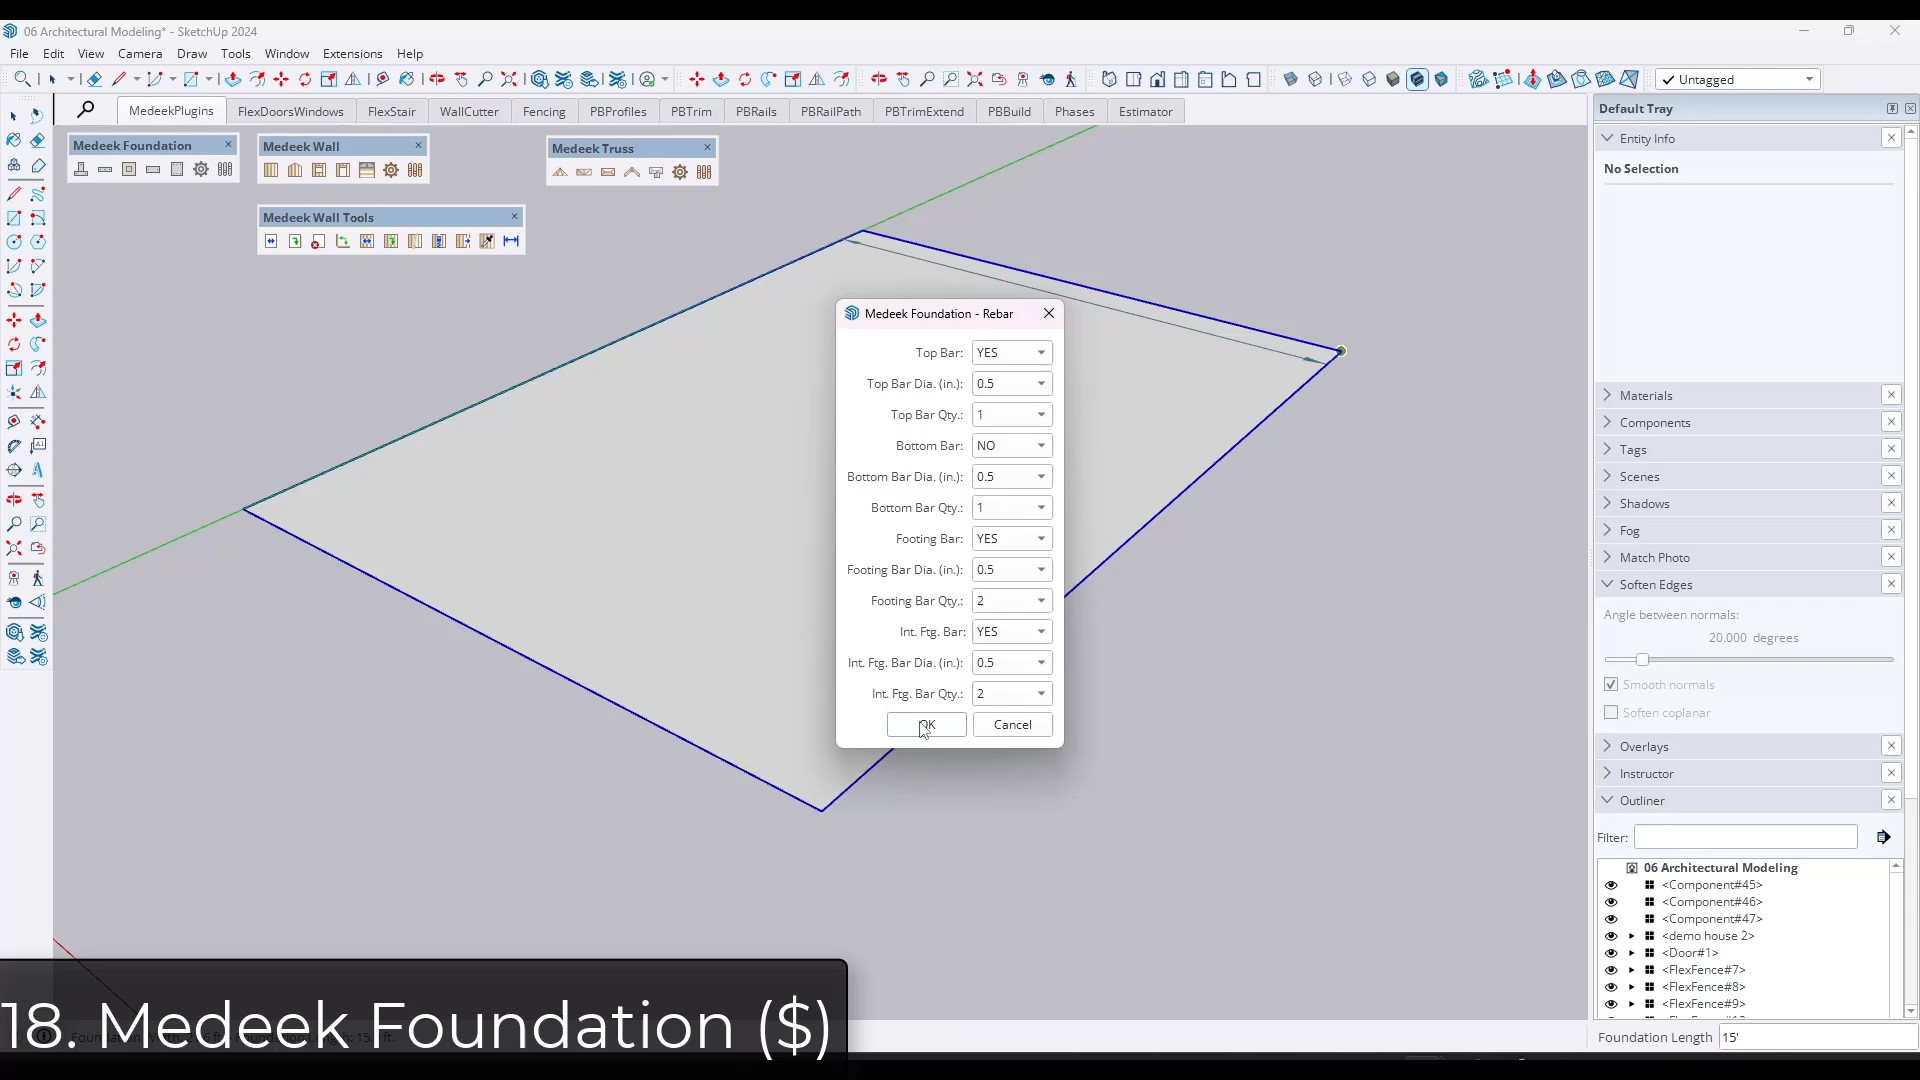 06 Architectural Modeling* - SketchUp 2024
File Edit View Camera Draw Tools Window Extensions Help
Untagged
MedeekPlugins FlexDoorsWindows FlexStair WallCutter Fencing PBProfiles PBTrim PBRails PBRailPath PBTrimExtend PBBuild Phases Estimator
Default Tray
Medeek Foundation
Medeek Wall
Medeek Truss
Medeek Wall Tools
Entity Info
No Selection
Medeek Foundation - Rebar
Top Bar: YES
Top Bar Dia. (in.): 0.5
Top Bar Qty.: 1
Bottom Bar: NO
Bottom Bar Dia. (in.): 0.5
Bottom Bar Qty.: 1
Footing Bar: YES
Footing Bar Dia. (in.): 0.5
Footing Bar Qty.: 2
Int. Ftg. Bar: YES
Int. Ftg. Bar Dia. (in.): 0.5
Int. Ftg. Bar Qty.: 2
OK Cancel
Materials
Components
Tags
Scenes
Shadows
Fog
Match Photo
Soften Edges
Angle between normals:
20.000 degrees
Smooth normals
Soften coplanar
Overlays
Instructor
Outliner
Filter:
06 Architectural Modeling
<Component#45>
<Component#46>
<Component#47>
<demo house 2>
<Door#1>
<FlexFence#7>
<FlexFence#8>
<FlexFence#9>
18. Medeek Foundation ($)
Foundation Length 15'